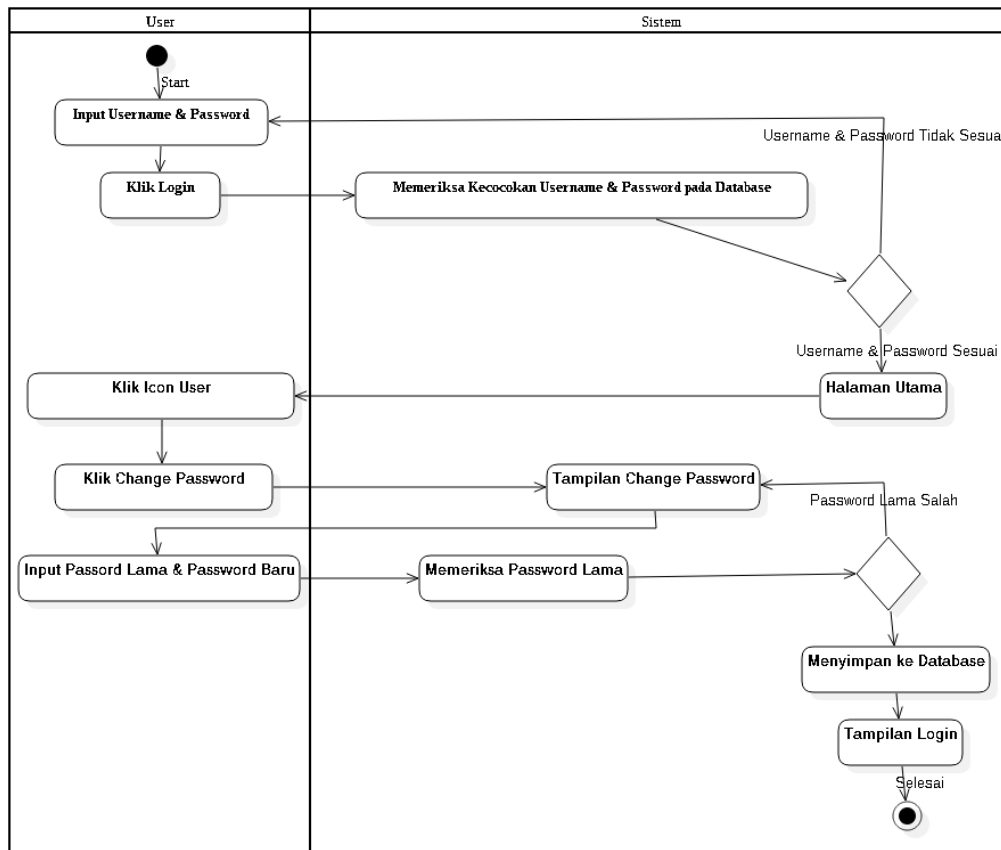 User
Sistem
Start
Input Username & Password
Username & Password Tidak Sesua
Klik Login
Memeriksa Kecocokan Username & Password pada Database
Username & Password Sesuai
Klik Icon User
Halaman Utama
Klik Change Password
Tampilan Change Password
Password Lama Salah
Input Passord Lama & Password Baru
Memeriksa Password Lama
Menyimpan ke Database
Tampilan Login
Selesai